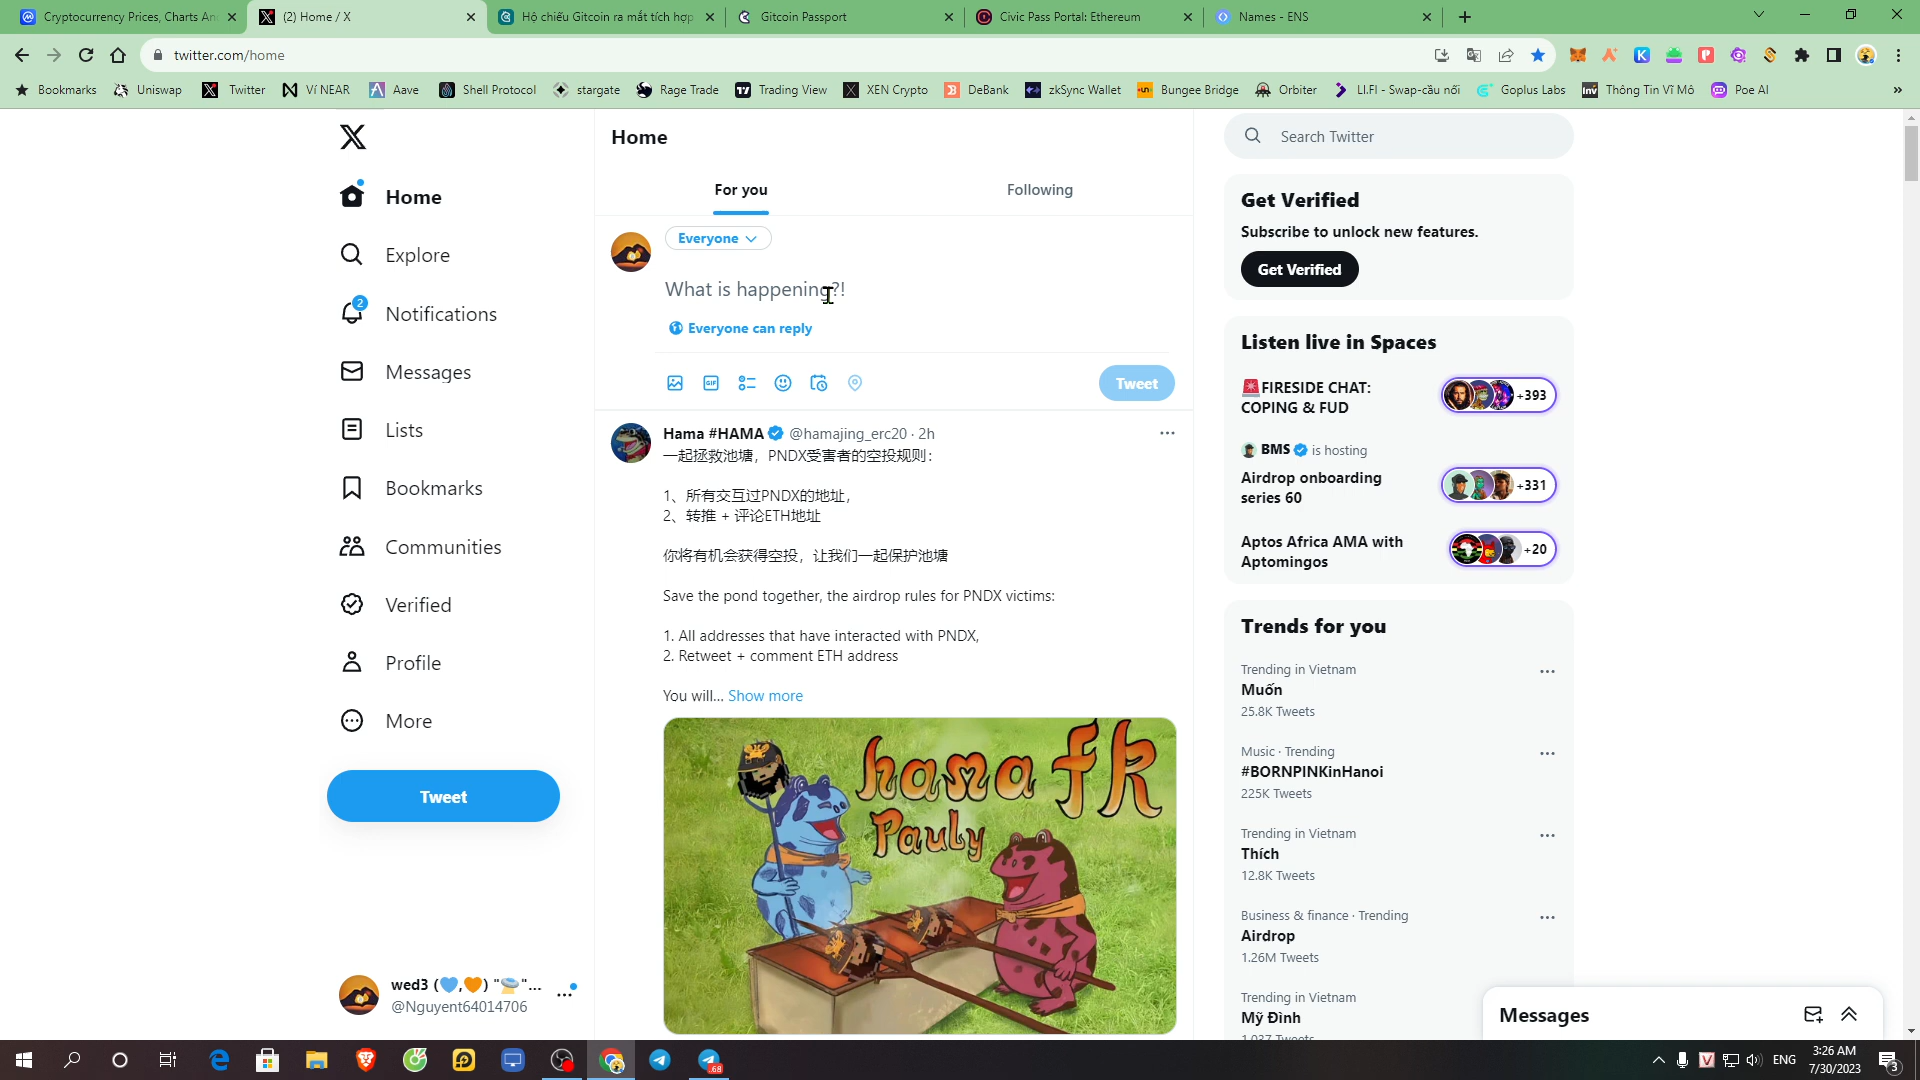 Cryptocurrency Prices, Charts An
(2) Home / X
Hộ chiếu Gitcoin ra mắt tích hợp
Gitcoin Passport
Civic Pass Portal: Ethereum
Names - ENS
twitter.com/home
Bookmarks
Uniswap
Twitter
Ví NEAR
Aave
Shell Protocol
stargate
Rage Trade
Trading View
XEN Crypto
DeBank
zkSync Wallet
Bungee Bridge
Orbiter
LI.FI - Swap-cầu nối
Goplus Labs
Thông Tin Vĩ Mô
Poe AI
Home
Explore
2
Notifications
Messages
Lists
Bookmarks
Communities
Verified
Profile
More
Tweet
wed3 (💙,🧡) "🪬"...
@Nguyent64014706
Home
For you
Following
Everyone
What is happening?!
Everyone can reply
GIF
Tweet
Hama #HAMA @hamajing_erc20 · 2h
一起拯救池塘，PNDX受害者的空投规则：
1、所有交互过PNDX的地址，
2、转推 + 评论ETH地址
你将有机会获得空投，让我们一起保护池塘
Save the pond together, the airdrop rules for PNDX victims:
1. All addresses that have interacted with PNDX,
2. Retweet + comment ETH address
You will... Show more
hama fk
Pauly
Search Twitter
Get Verified
Subscribe to unlock new features.
Get Verified
Listen live in Spaces
🚨FIRESIDE CHAT:
COPING & FUD
+393
BMS is hosting
Airdrop onboarding
series 60
+331
Aptos Africa AMA with
Aptomingos
+20
Trends for you
Trending in Vietnam
Muốn
25.8K Tweets
Music · Trending
#BORNPINKinHanoi
225K Tweets
Trending in Vietnam
Thích
12.8K Tweets
Business & finance · Trending
Airdrop
1.26M Tweets
Trending in Vietnam
Mỹ Đình
1,037 Tweets
Messages
ENG
3:26 AM
7/30/2023
3